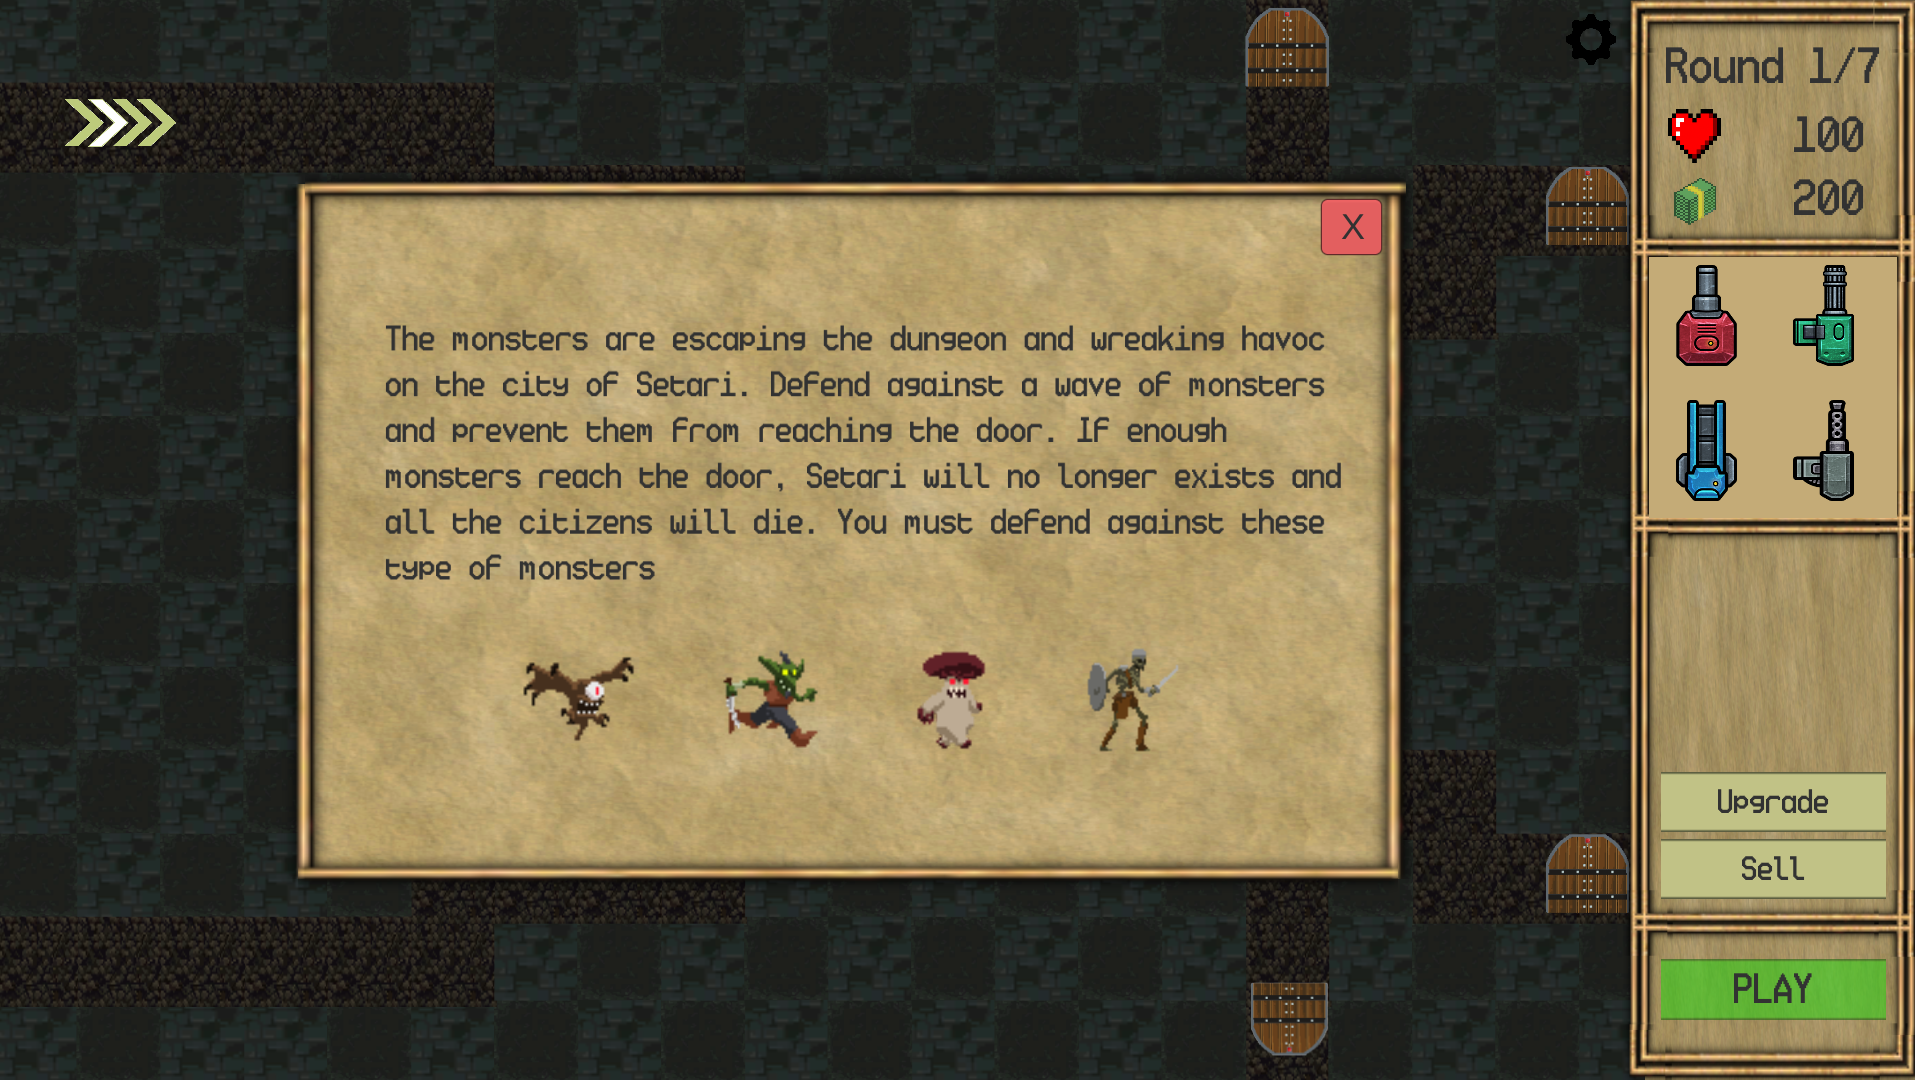 Round 1/7
100
200
X
The monsters are escaping the dungeon and wreaking havoc
on the city of Setari. Defend against a wave of monsters
and prevent them from reaching the door. If enough
monsters reach the door, Setari will no longer exists and
all the citizens will die. You must defend against these
type of monsters
Upgrade
Sell
PLAY